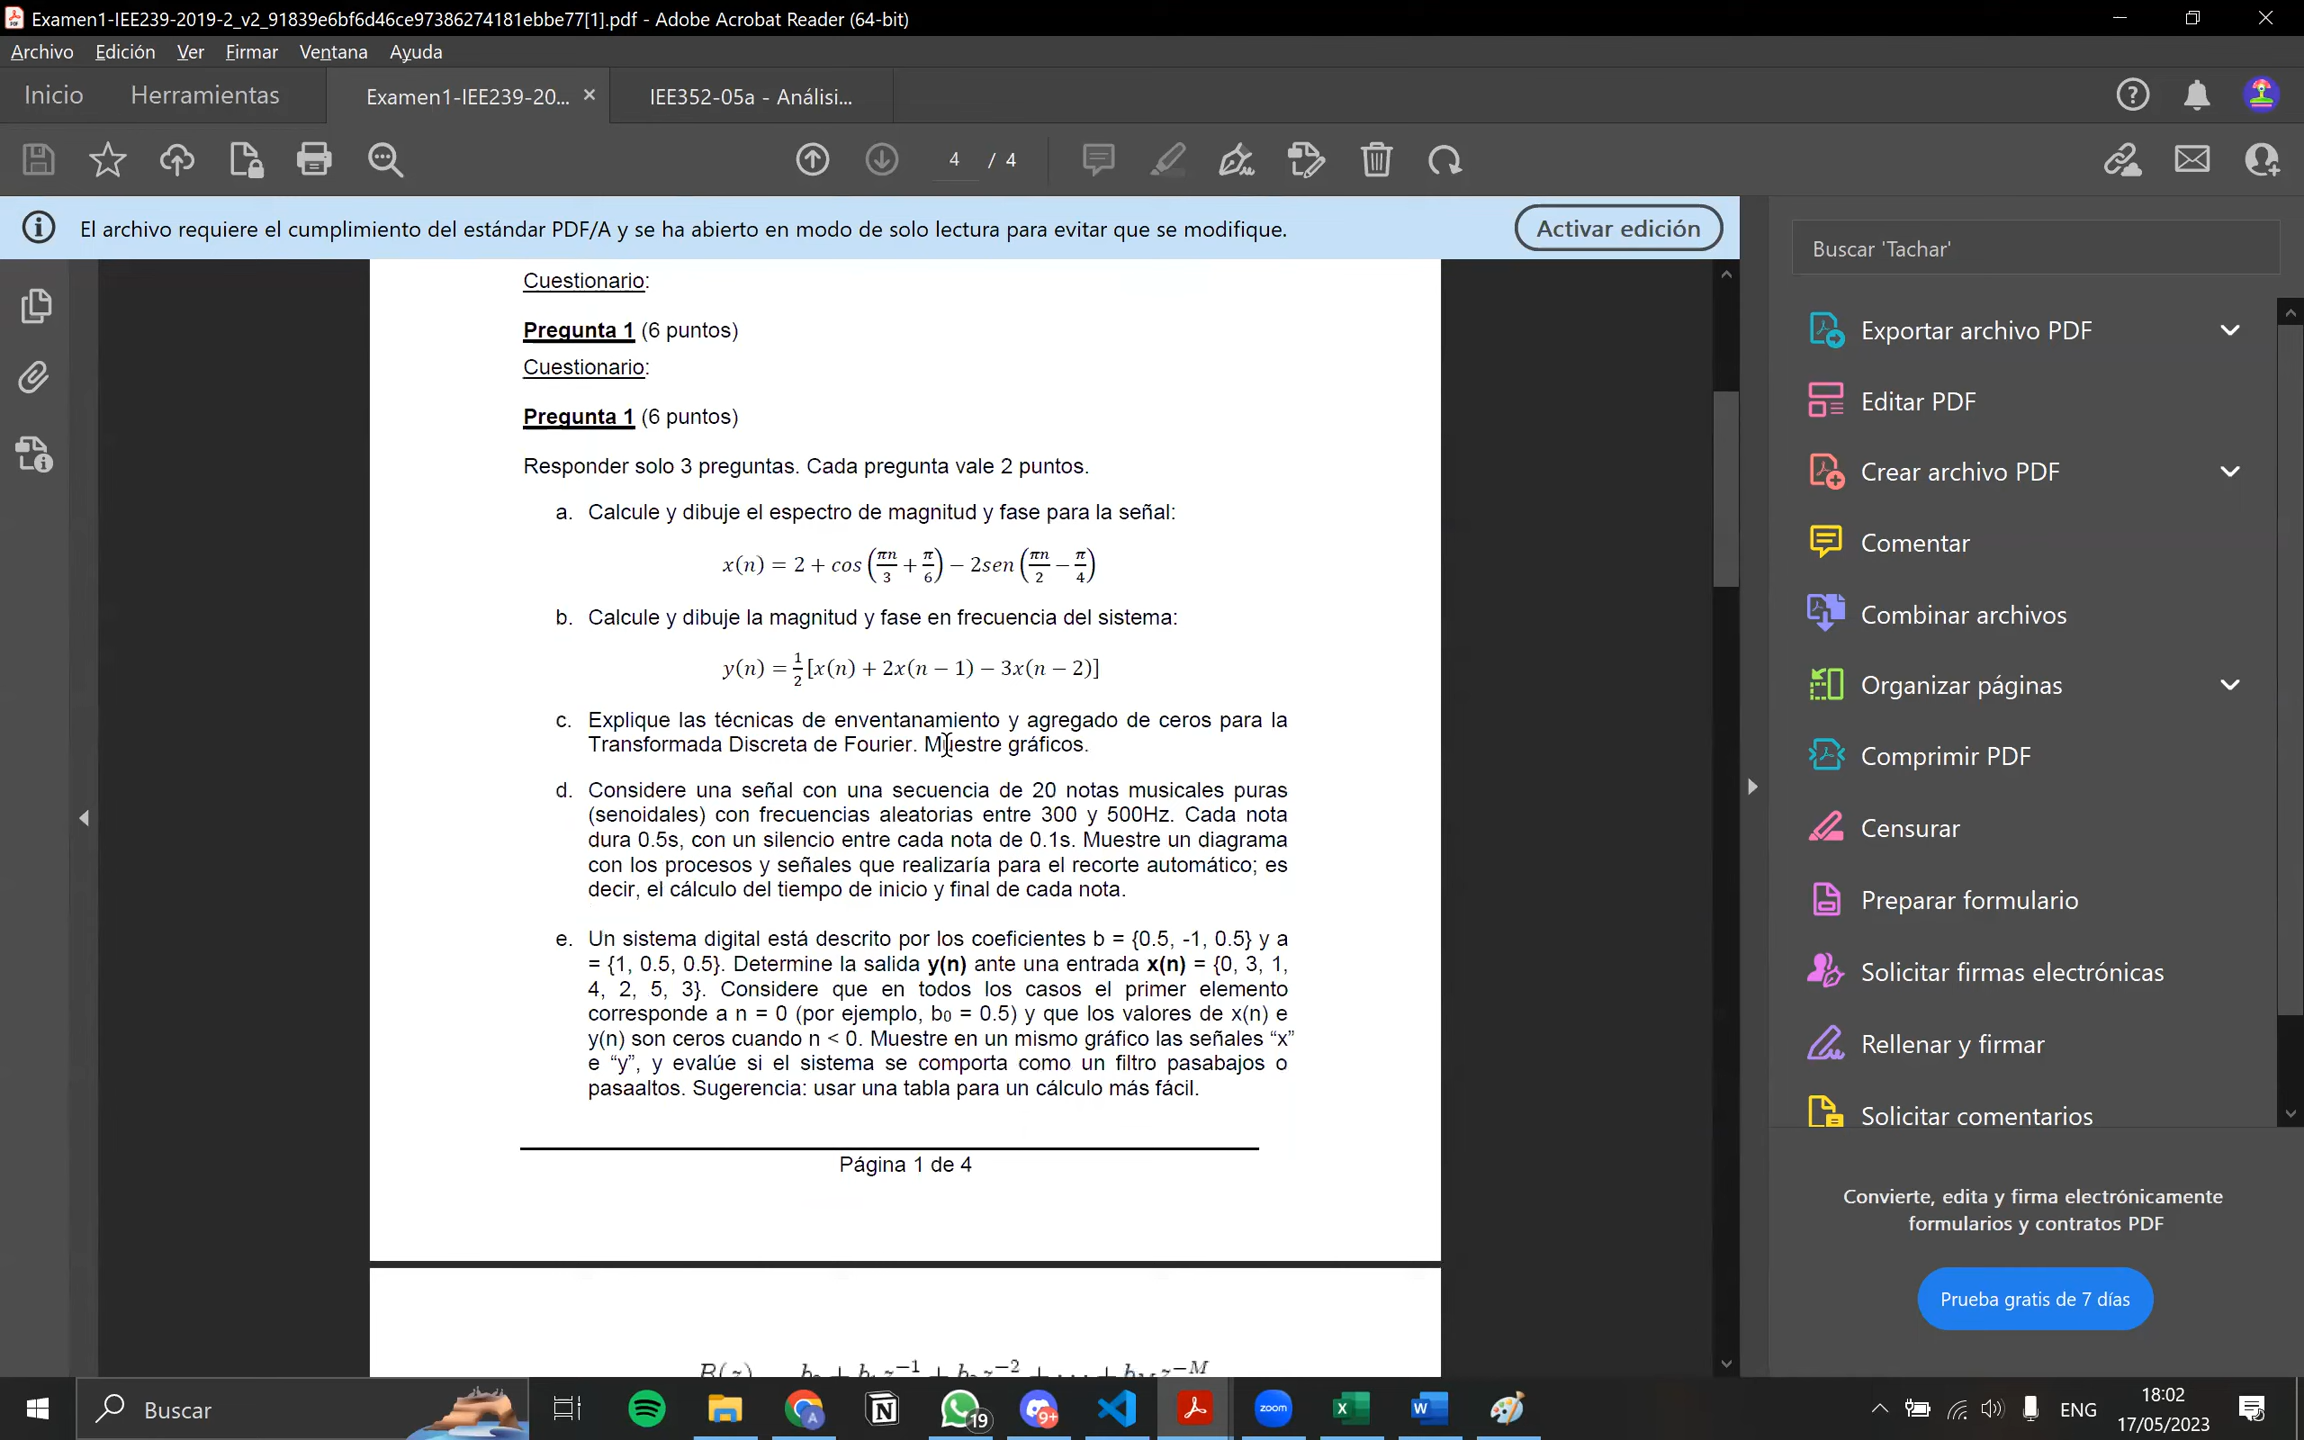 Examen1-IEE239-2019-2_v2_91839e6bf6d46ce97386274181ebbe77[1].pdf - Adobe Acrobat Reader (64-bit)
Archivo Edición Ver Firmar Ventana Ayuda
Inicio Herramientas Examen1-IEE239-20... × IEE352-05a - Análisi...
4 / 4
El archivo requiere el cumplimiento del estándar PDF/A y se ha abierto en modo de solo lectura para evitar que se modifique. Activar edición
Cuestionario:
Pregunta 1 (6 puntos)
Cuestionario:
Pregunta 1 (6 puntos)
Responder solo 3 preguntas. Cada pregunta vale 2 puntos.
a. Calcule y dibuje el espectro de magnitud y fase para la señal:
x(n) = 2 + cos (πn/3 + π/6) − 2sen (πn/2 − π/4)
b. Calcule y dibuje la magnitud y fase en frecuencia del sistema:
y(n) = 1/2 [x(n) + 2x(n − 1) − 3x(n − 2)]
c. Explique las técnicas de enventanamiento y agregado de ceros para la
Transformada Discreta de Fourier. Muestre gráficos.
d. Considere una señal con una secuencia de 20 notas musicales puras
(senoidales) con frecuencias aleatorias entre 300 y 500Hz. Cada nota
dura 0.5s, con un silencio entre cada nota de 0.1s. Muestre un diagrama
con los procesos y señales que realizaría para el recorte automático; es
decir, el cálculo del tiempo de inicio y final de cada nota.
e. Un sistema digital está descrito por los coeficientes b = {0.5, -1, 0.5} y a
= {1, 0.5, 0.5}. Determine la salida y(n) ante una entrada x(n) = {0, 3, 1,
4, 2, 5, 3}. Considere que en todos los casos el primer elemento
corresponde a n = 0 (por ejemplo, b0 = 0.5) y que los valores de x(n) e
y(n) son ceros cuando n < 0. Muestre en un mismo gráfico las señales “x”
e “y”, y evalúe si el sistema se comporta como un filtro pasabajos o
pasaaltos. Sugerencia: usar una tabla para un cálculo más fácil.
Página 1 de 4
B(z) b0 + b1 z−1 + b2 z−2 + ⋯ + bM z−M
Buscar 'Tachar'
Exportar archivo PDF
Editar PDF
Crear archivo PDF
Comentar
Combinar archivos
Organizar páginas
Comprimir PDF
Censurar
Preparar formulario
Solicitar firmas electrónicas
Rellenar y firmar
Solicitar comentarios
Convierte, edita y firma electrónicamente
formularios y contratos PDF
Prueba gratis de 7 días
Buscar
19
9+
zoom
ENG
18:02
17/05/2023